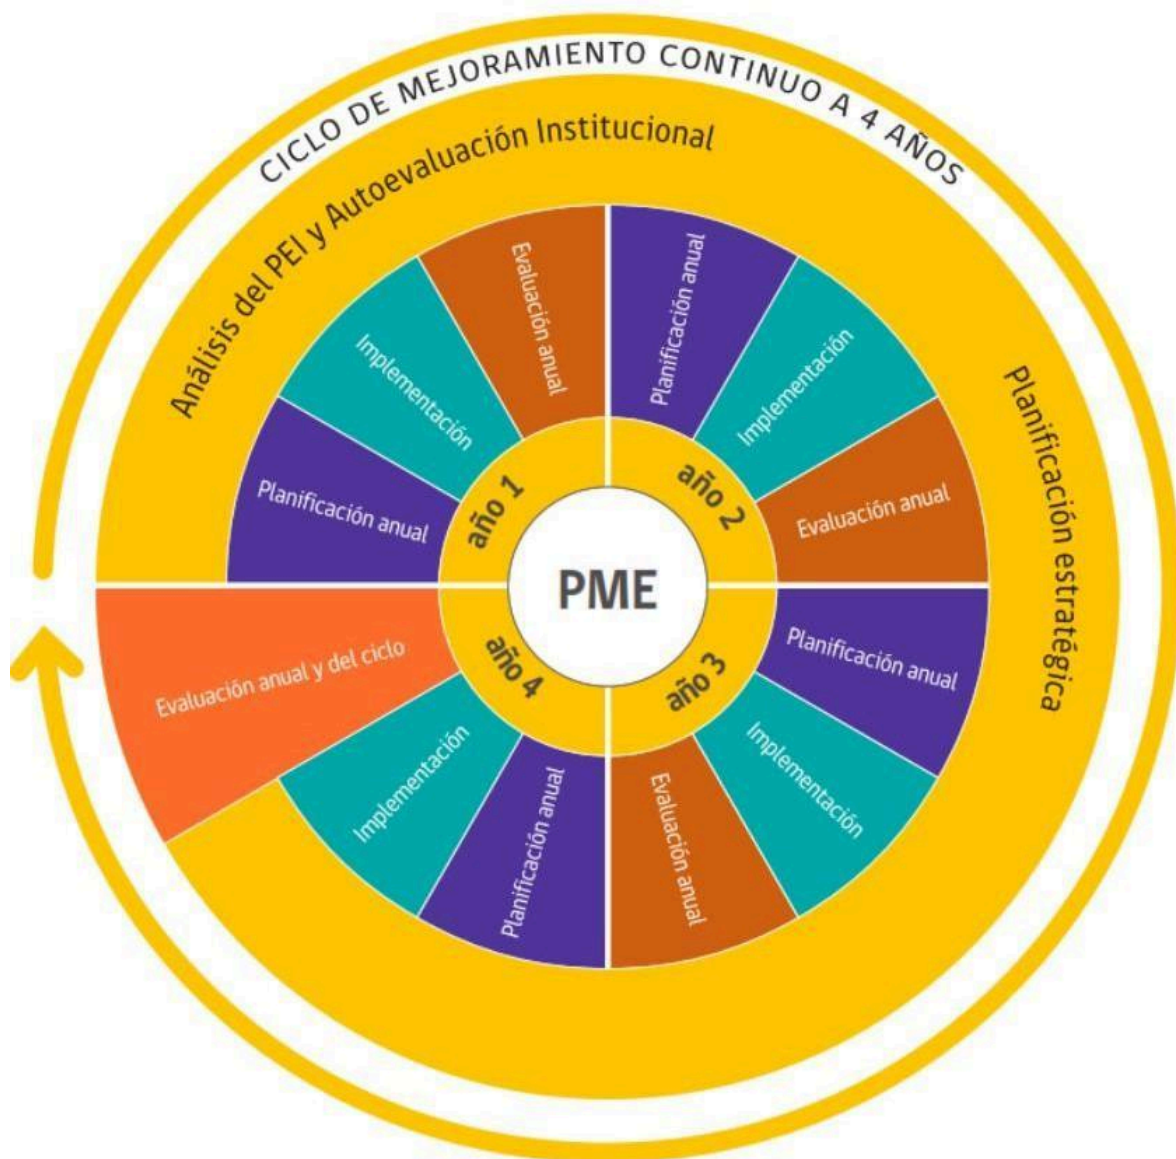 CICLO DE MEJORAMIENTO CONTINUO A 4 AÑOS
Análisis del PEI y Autoevaluación Institucional
Planificación estratégica
PME
año 1
Planificación anual
Implementación
Evaluación anual
año 2
Planificación anual
Implementación
Evaluación anual
año 3
Planificación anual
Implementación
Evaluación anual
año 4
Planificación anual
Implementación
Evaluación anual y del ciclo